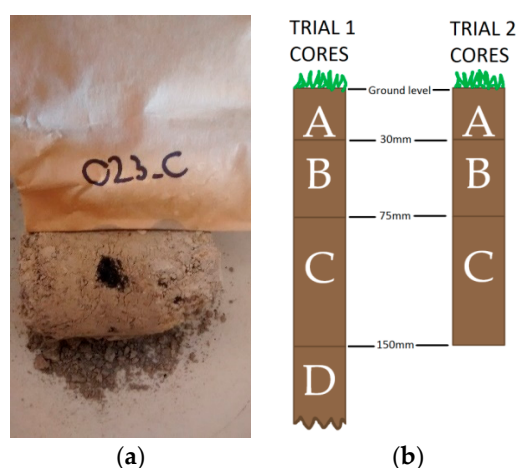 O23_C
TRIAL 1
CORES
TRIAL 2
CORES
Ground level
A
A
30mm
B
B
75mm
C
C
150mm
D
(a)
(b)